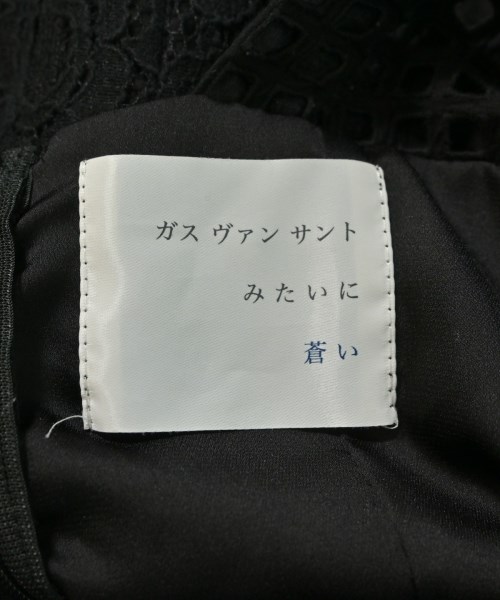 ガス ヴァン サント
みたいに
蒼い